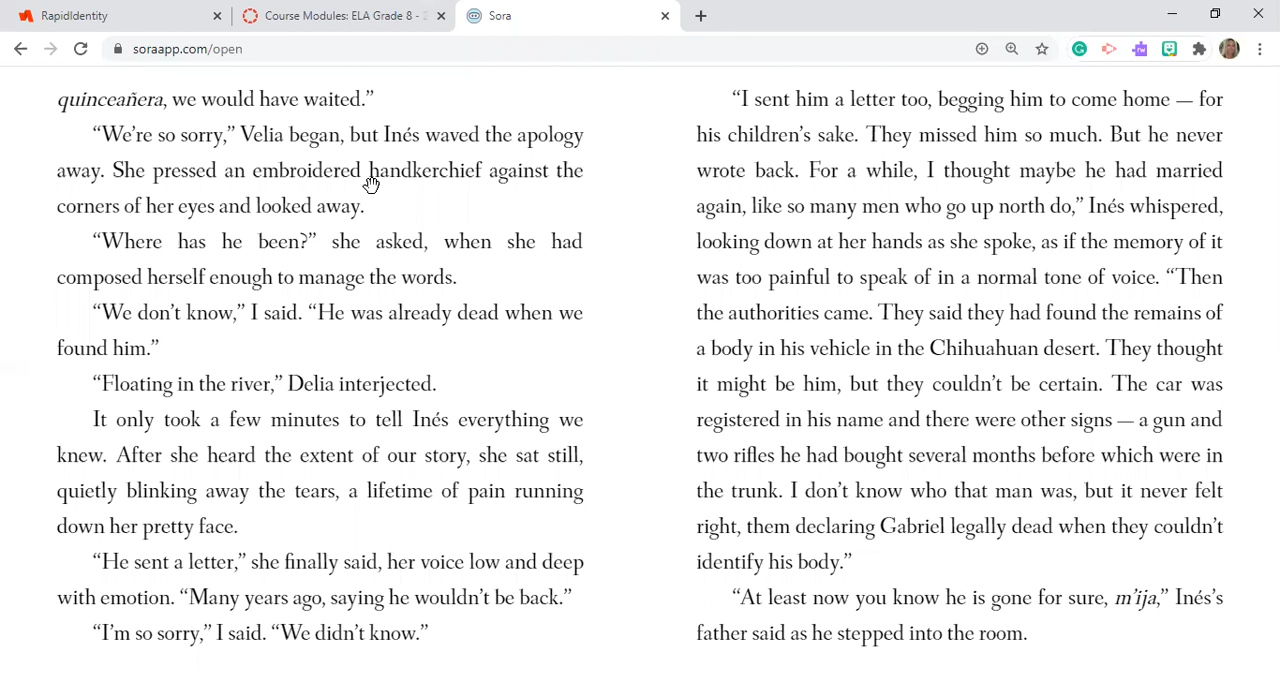 RapidIdentity
Course Modules: ELA Grade 8 -
Sora
soraapp.com/open
quinceañera, we would have waited.”
“We’re so sorry,” Velia began, but Inés waved the apology
away. She pressed an embroidered handkerchief against the
corners of her eyes and looked away.
“Where has he been?” she asked, when she had
composed herself enough to manage the words.
“We don’t know,” I said. “He was already dead when we
found him.”
“Floating in the river,” Delia interjected.
It only took a few minutes to tell Inés everything we
knew. After she heard the extent of our story, she sat still,
quietly blinking away the tears, a lifetime of pain running
down her pretty face.
“He sent a letter,” she finally said, her voice low and deep
with emotion. “Many years ago, saying he wouldn’t be back.”
“I’m so sorry,” I said. “We didn’t know.”
“I sent him a letter too, begging him to come home — for
his children’s sake. They missed him so much. But he never
wrote back. For a while, I thought maybe he had married
again, like so many men who go up north do,” Inés whispered,
looking down at her hands as she spoke, as if the memory of it
was too painful to speak of in a normal tone of voice. “Then
the authorities came. They said they had found the remains of
a body in his vehicle in the Chihuahuan desert. They thought
it might be him, but they couldn’t be certain. The car was
registered in his name and there were other signs — a gun and
two rifles he had bought several months before which were in
the trunk. I don’t know who that man was, but it never felt
right, them declaring Gabriel legally dead when they couldn’t
identify his body.”
“At least now you know he is gone for sure, m’ija,” Inés’s
father said as he stepped into the room.